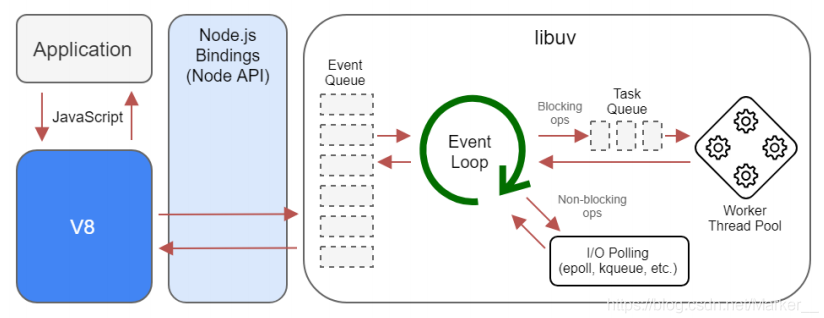 Application
JavaScript
V8
Node.js
Bindings
(Node API)
libuv
Event
Queue
Event
Loop
Blocking
ops
Task
Queue
Worker
Thread Pool
Non-blocking
ops
I/O Polling
(epoll, kqueue, etc.)
https://blog.csdn.net/Marker__